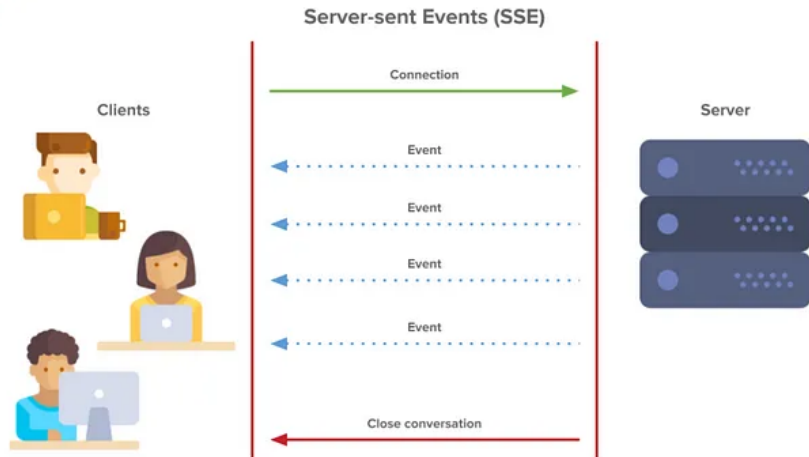 Server-sent Events (SSE)
Connection
Clients
Server
Event
Event
Event
Event
Close conversation